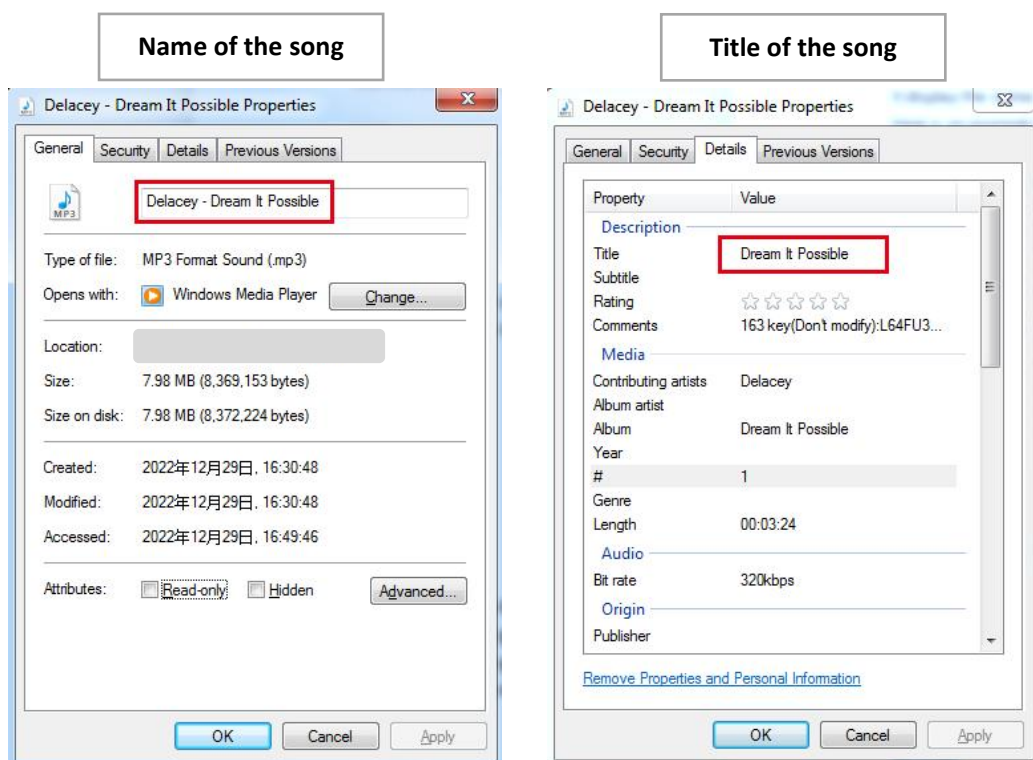 Name of the song
Delacey - Dream It Possible Properties
General Security Details Previous Versions
MP3
Delacey - Dream It Possible
Type of file: MP3 Format Sound (.mp3)
Opens with: Windows Media Player Change...
Location:
Size: 7.98 MB (8,369,153 bytes)
Size on disk: 7.98 MB (8,372,224 bytes)
Created: 2022年12月29日, 16:30:48
Modified: 2022年12月29日, 16:30:48
Accessed: 2022年12月29日, 16:49:46
Attributes: Read-only Hidden Advanced...
OK Cancel Apply
Title of the song
Delacey - Dream It Possible Properties
General Security Details Previous Versions
Property Value
Description
Title Dream It Possible
Subtitle
Rating
Comments 163 key(Don't modify):L64FU3...
Media
Contributing artists Delacey
Album artist
Album Dream It Possible
Year
# 1
Genre
Length 00:03:24
Audio
Bit rate 320kbps
Origin
Publisher
Remove Properties and Personal Information
OK Cancel Apply